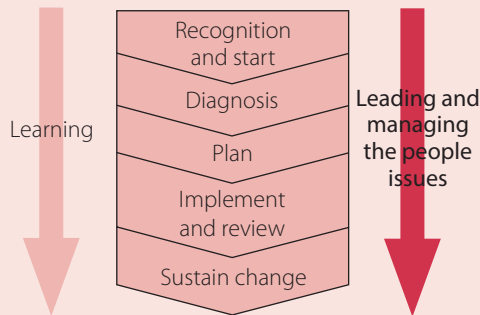 Recognition
and start
Diagnosis
Plan
Implement
and review
Sustain change
Learning
Leading and
managing
the people
issues